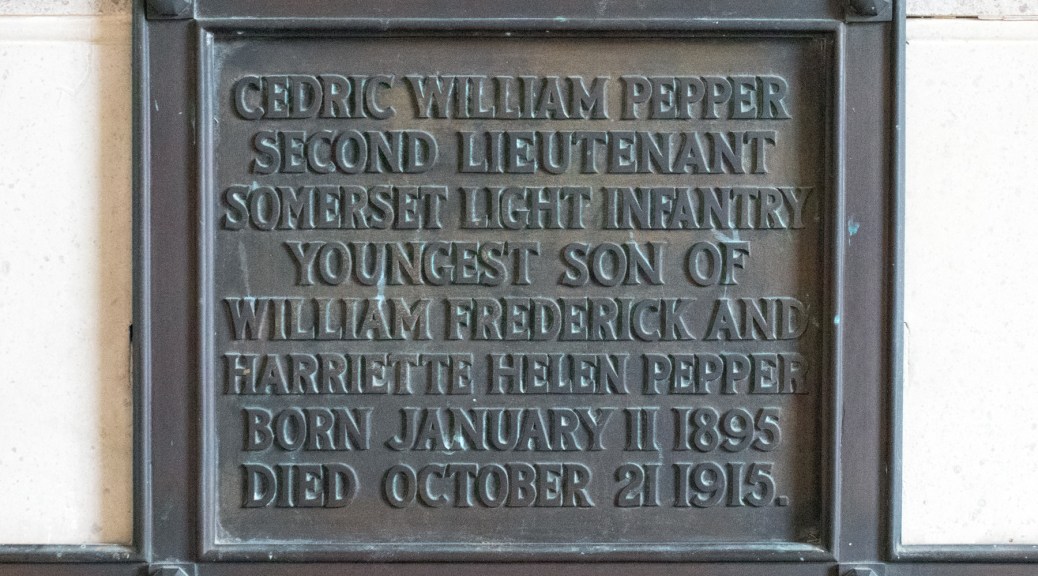 CEDRIC WILLIAM PEPPER
SECOND LIEUTENANT
SOMERSET LIGHT INFANTRY
YOUNGEST SON OF
WILLIAM FREDERICK AND
HARRIETTE HELEN PEPPER
BORN JANUARY 11 1895
DIED OCTOBER 21 1915.